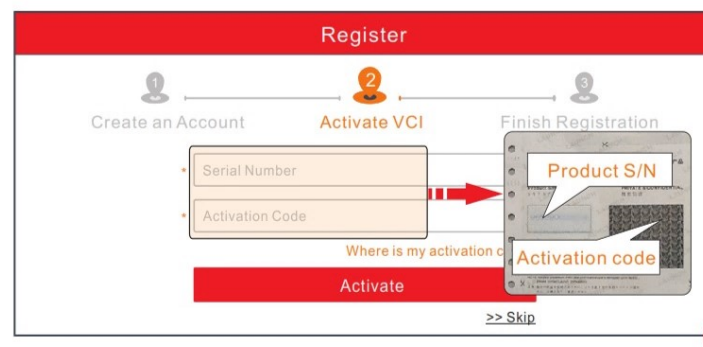 Register
1
2
3
Create an Account
Activate VCI
Finish Registration
Serial Number
Product S/N
Activation Code
Where is my activation c
Activation code
Activate
>> Skip